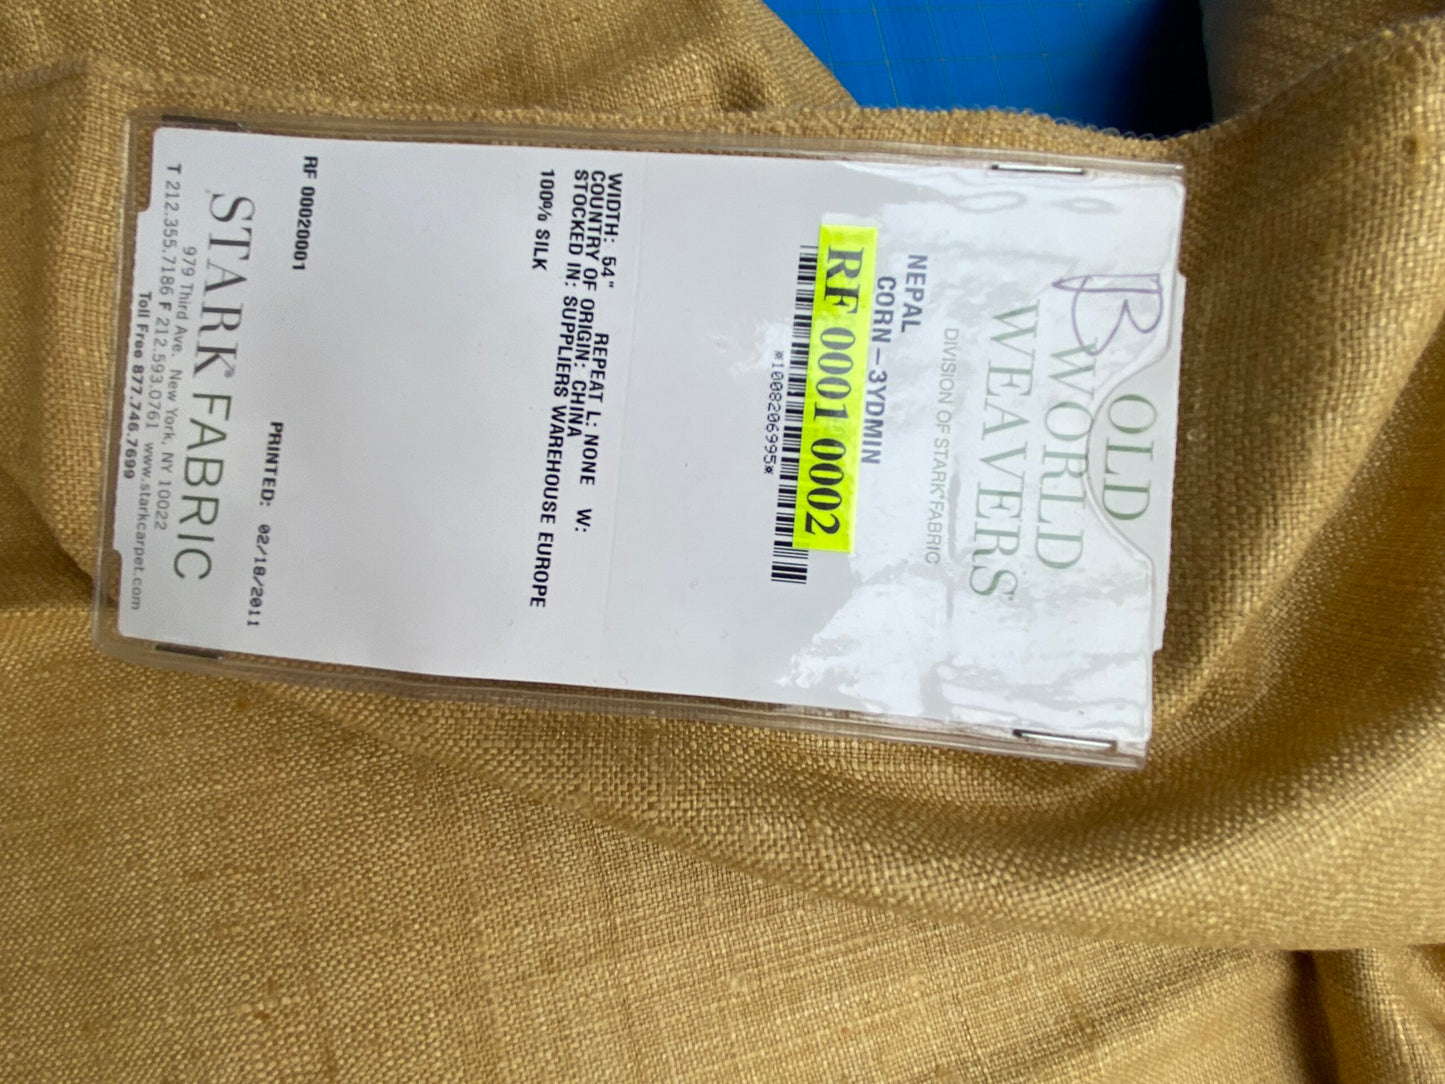 B
OLD
WORLD
WEAVERS®
DIVISION OF STARK® FABRIC
NEPAL
CORN-3YDMIN
RF 0001 0002
*1008206995*
WIDTH: 54" REPEAT L: NONE W:
COUNTRY OF ORIGIN: CHINA
STOCKED IN: SUPPLIERS WAREHOUSE EUROPE
100% SILK
RF 00020001
PRINTED: 02/18/2011
STARK® FABRIC
979 Third Ave. New York, NY 10022
T 212.355.7186 F 212.593.0761 www.starkcarpet.com
Toll Free 877.746.7699